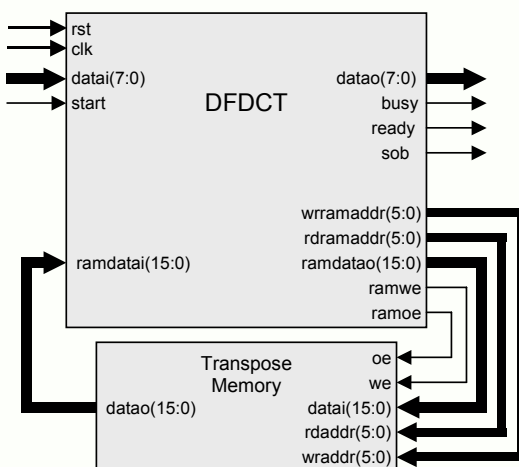 rst
clk
datai(7:0)
start
DFDCT
datao(7:0)
busy
ready
sob
wrramaddr(5:0)
rdramaddr(5:0)
ramdatai(15:0)
ramdatao(15:0)
ramwe
ramoe
Transpose
Memory
oe
we
datao(15:0)
datai(15:0)
rdaddr(5:0)
wraddr(5:0)